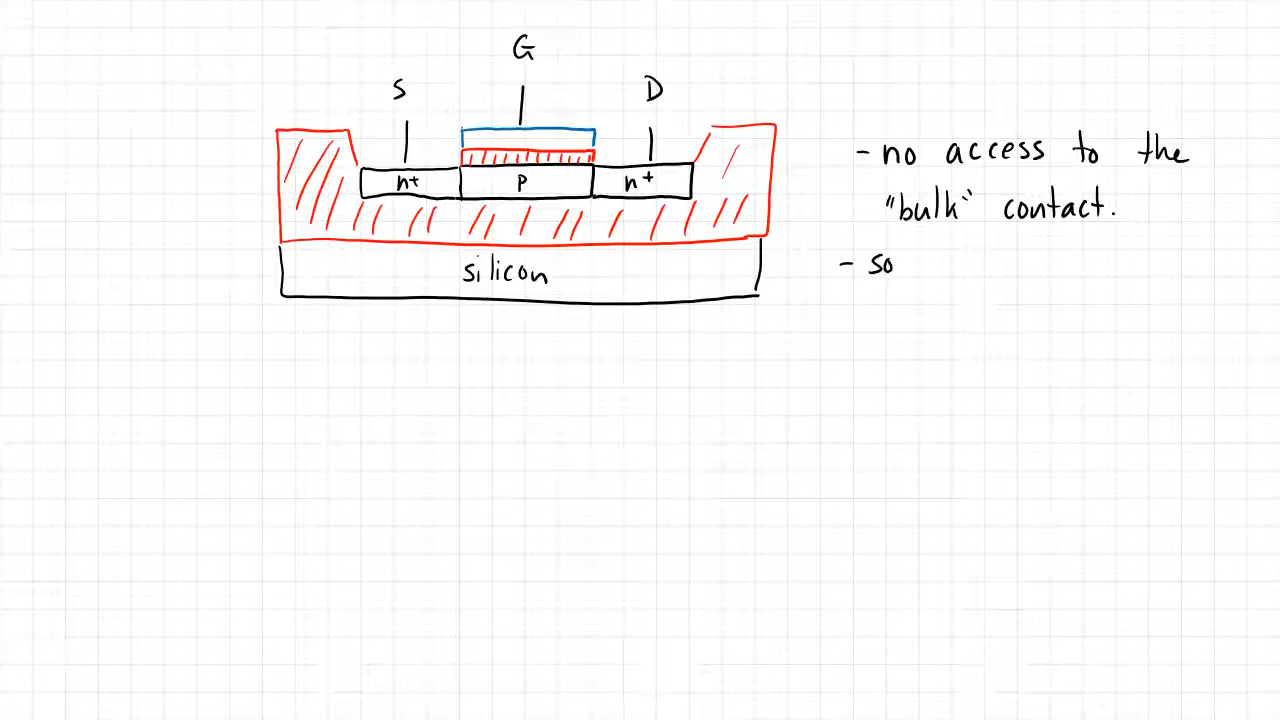 G
S
D
n+
p
n+
silicon
- no access to the
"bulk" contact.
- so